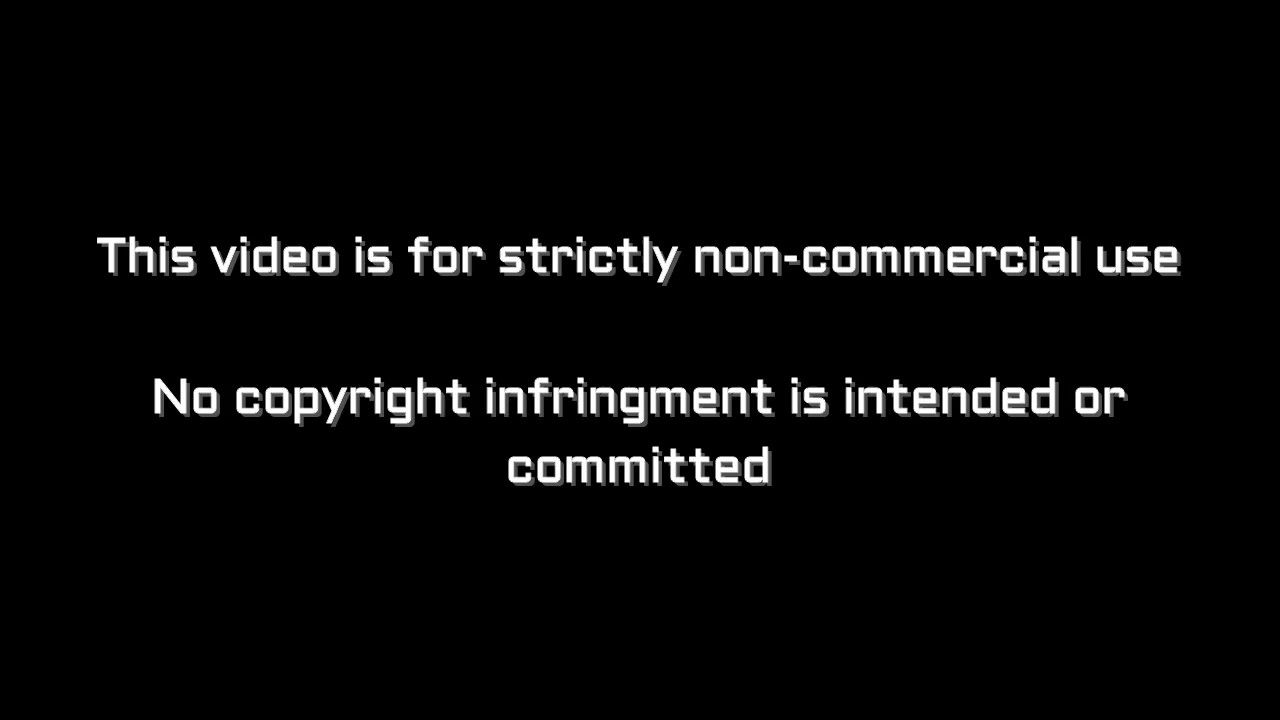 This video is for strictly non-commercial use
No copyright infringment is intended or
committed